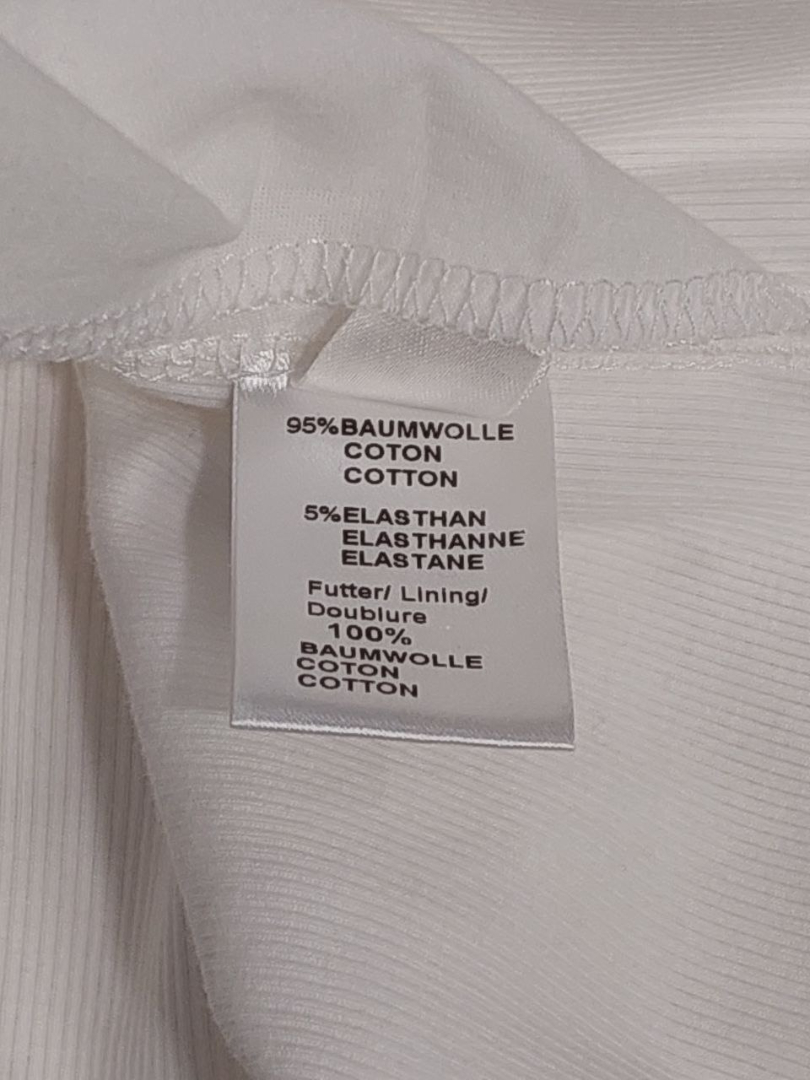 95%BAUMWOLLE
COTON
COTTON
5%ELASTHAN
ELASTHANNE
ELASTANE
Futter/ Lining/
Doublure
100%
BAUMWOLLE
COTON
COTTON